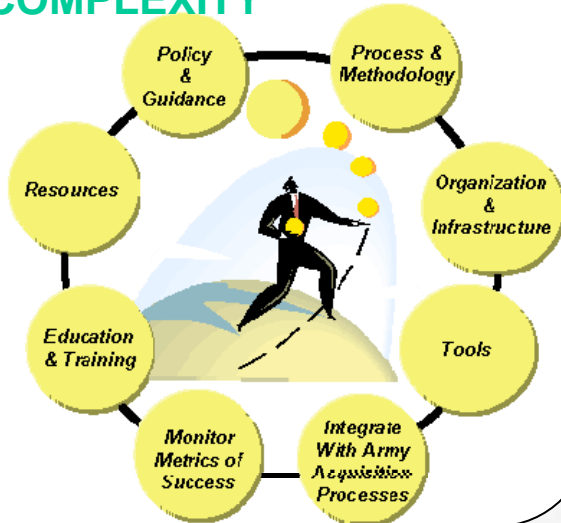 COMPLEXITY
Policy
&
Guidance
Process &
Methodology
Organization
&
Infrastructure
Tools
Integrate
With Army
Acquisition
Processes
Monitor
Metrics of
Success
Education
& Training
Resources